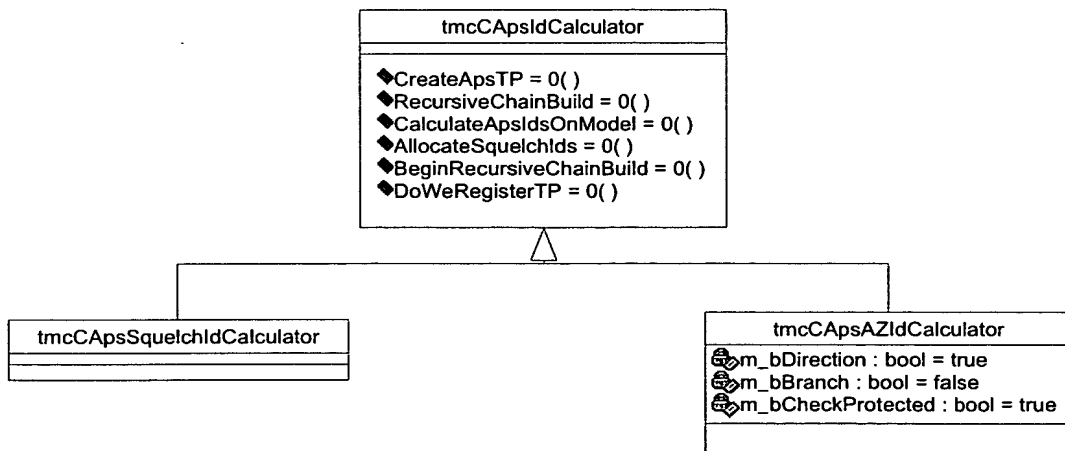 tmcCApsIdCalculator
CreateApsTP = 0( )
RecursiveChainBuild = 0( )
CalculateApsIdsOnModel = 0( )
AllocateSquelchIds = 0( )
BeginRecursiveChainBuild = 0( )
DoWeRegisterTP = 0( )
tmcCApsSquelchIdCalculator
tmcCApsAZIdCalculator
m_bDirection : bool = true
m_bBranch : bool = false
m_bCheckProtected : bool = true